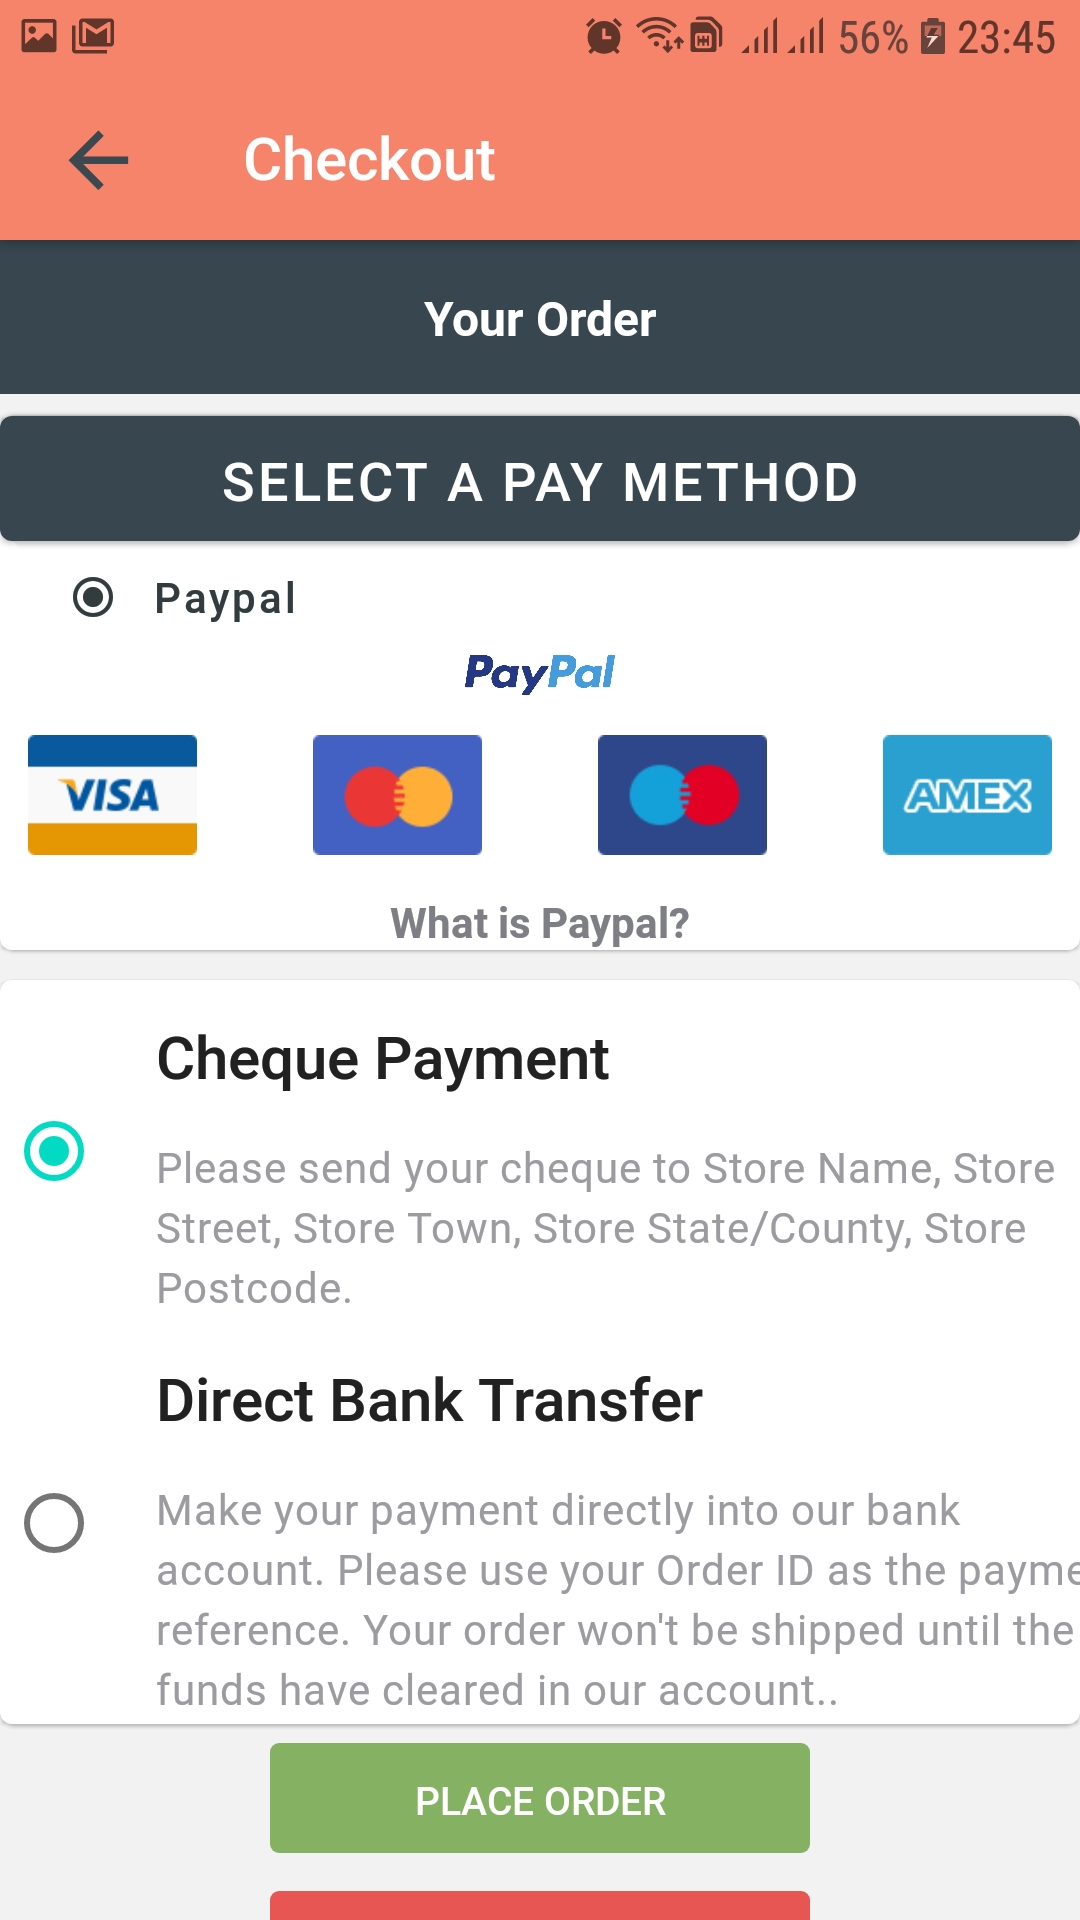 56% 23:45
Checkout
Your Order
SELECT A PAY METHOD
Paypal
PayPal
VISA AMEX
What is Paypal?
Cheque Payment
Please send your cheque to Store Name, Store
Street, Store Town, Store State/County, Store
Postcode.
Direct Bank Transfer
Make your payment directly into our bank
account. Please use your Order ID as the payme
reference. Your order won't be shipped until the
funds have cleared in our account..
PLACE ORDER